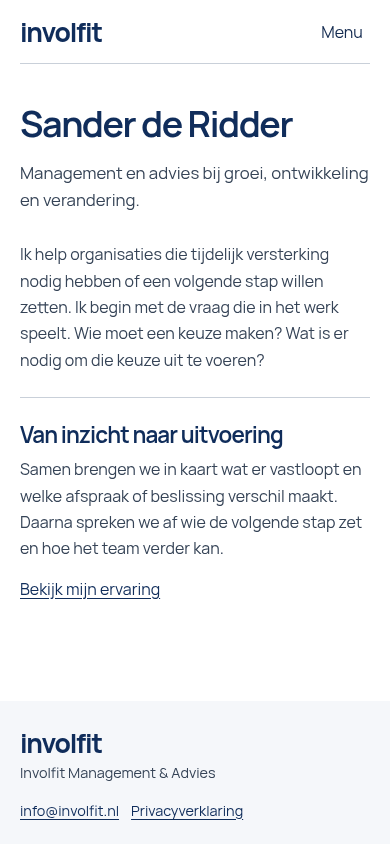 involfit
Menu
Sander de Ridder
Management en advies bij groei, ontwikkeling
en verandering.
Ik help organisaties die tijdelijk versterking
nodig hebben of een volgende stap willen
zetten. Ik begin met de vraag die in het werk
speelt. Wie moet een keuze maken? Wat is er
nodig om die keuze uit te voeren?
Van inzicht naar uitvoering
Samen brengen we in kaart wat er vastloopt en
welke afspraak of beslissing verschil maakt.
Daarna spreken we af wie de volgende stap zet
en hoe het team verder kan.
Bekijk mijn ervaring
involfit
Involfit Management & Advies
info@involfit.nl Privacyverklaring